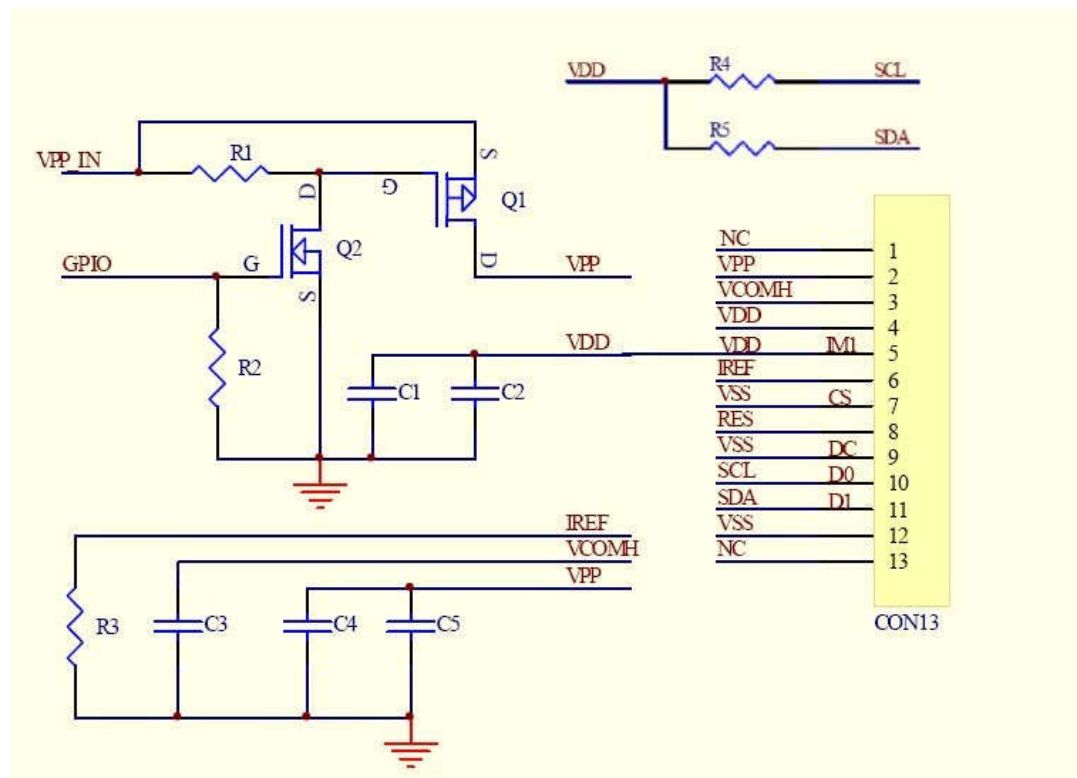 VDD R4 SCL
R5 SDA
VPP_IN R1 D G S Q1
D VPP
GPIO G Q2
S
R2
VDD
C1 C2
NC 1
VPP 2
VCOMH 3
VDD 4
VDD IM1 5
IREF 6
VSS CS 7
RES 8
VSS DC 9
SCL D0 10
SDA D1 11
VSS 12
NC 13
CON13
IREF
VCOMH
VPP
R3 C3 C4 C5